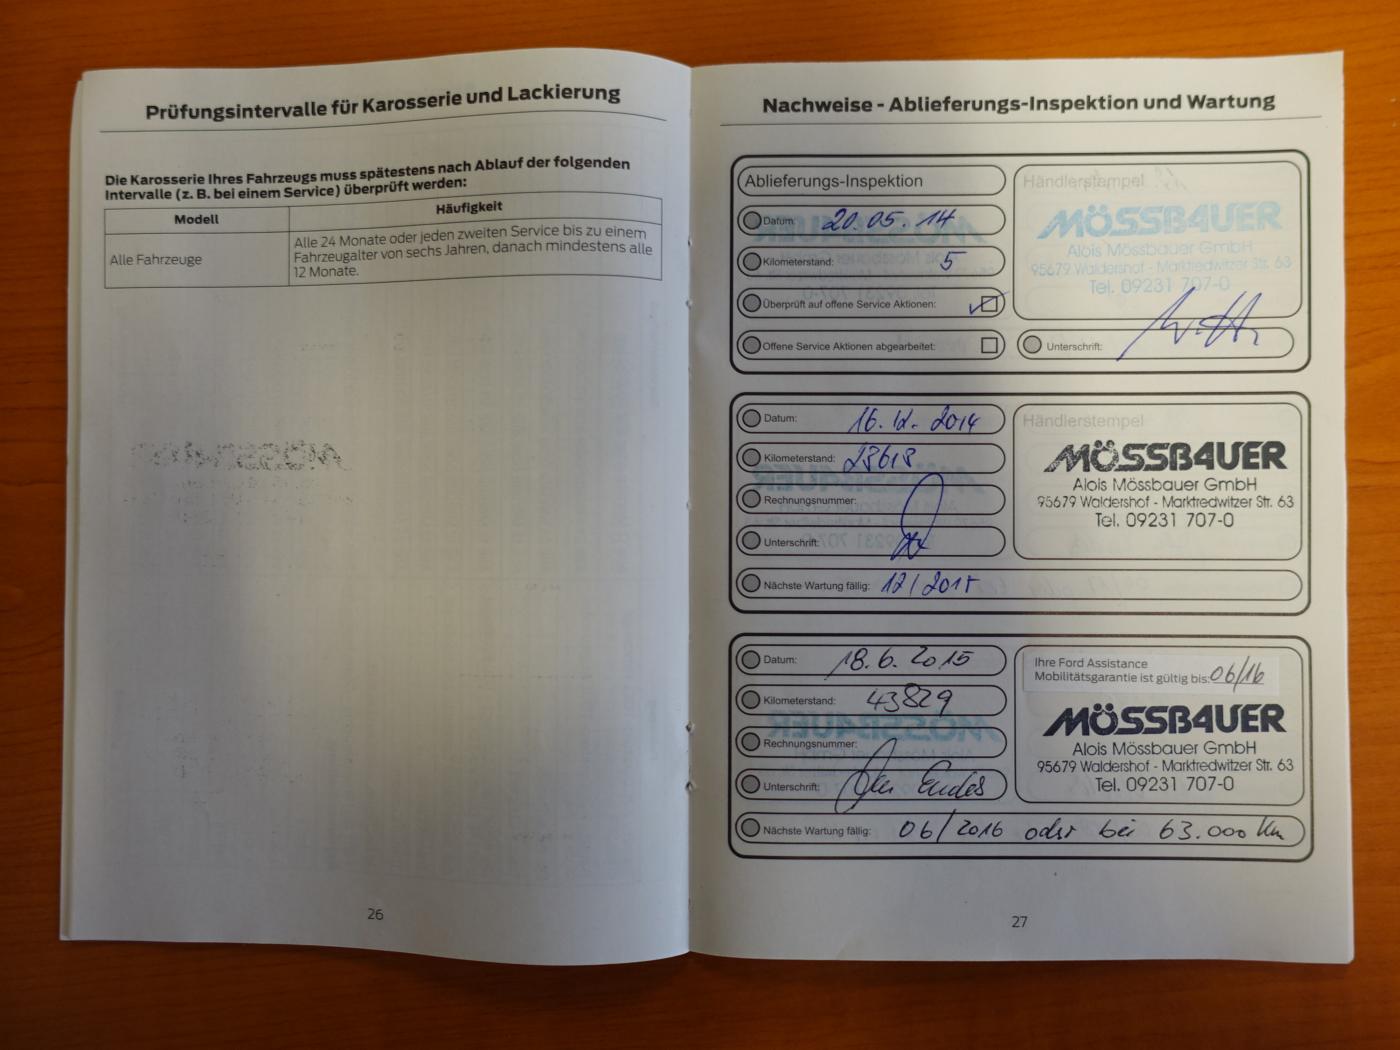 Prüfungsintervalle für Karosserie und Lackierung
Die Karosserie Ihres Fahrzeugs muss spätestens nach Ablauf der folgenden
Intervalle (z. B. bei einem Service) überprüft werden:
Modell
Häufigkeit
Alle Fahrzeuge
Alle 24 Monate oder jeden zweiten Service bis zu einem
Fahrzeugalter von sechs Jahren, danach mindestens alle
12 Monate.
26
Nachweise - Ablieferungs-Inspektion und Wartung
Ablieferungs-Inspektion
Datum: 20.05.14
Kilometerstand: 5
Überprüft auf offene Service Aktionen:
Offene Service Aktionen abgearbeitet:
Händlerstempel
MÖSSBAUER
Alois Mössbauer GmbH
95679 Waldershof - Marktredwitzer Str. 63
Tel. 09231 707-0
Unterschrift:
Datum: 16.12.2014
Kilometerstand: 28618
Rechnungsnummer:
Unterschrift:
Nächste Wartung fällig: 12/2015
Händlerstempel
MÖSSBAUER
Alois Mössbauer GmbH
95679 Waldershof - Marktredwitzer Str. 63
Tel. 09231 707-0
Datum: 18.6.2015
Kilometerstand: 43829
Rechnungsnummer:
Unterschrift:
Nächste Wartung fällig: 06/2016 oder bei 63.000 Km
Ihre Ford Assistance
Mobilitätsgarantie ist gültig bis: 06/16
MÖSSBAUER
Alois Mössbauer GmbH
95679 Waldershof - Marktredwitzer Str. 63
Tel. 09231 707-0
27